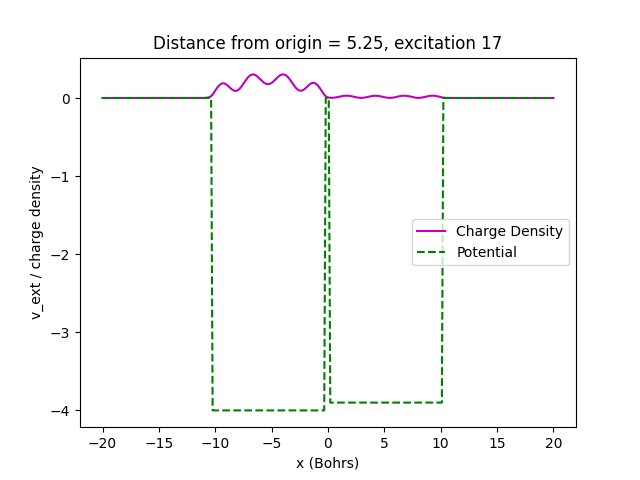 Distance from origin = 5.25, excitation 17
v_ext / charge density
0
−1
−2
−3
−4
Charge Density
Potential
−20
−15
−10
−5
0
5
10
15
20
x (Bohrs)